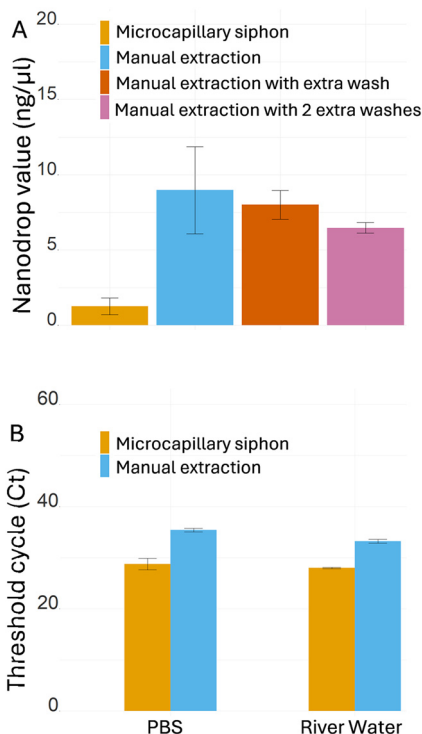 A
Nanodrop value (ng/µl)
20
15
10
5
0
Microcapillary siphon
Manual extraction
Manual extraction with extra wash
Manual extraction with 2 extra washes
B
Threshold cycle (Ct)
60
40
20
0
Microcapillary siphon
Manual extraction
PBS
River Water